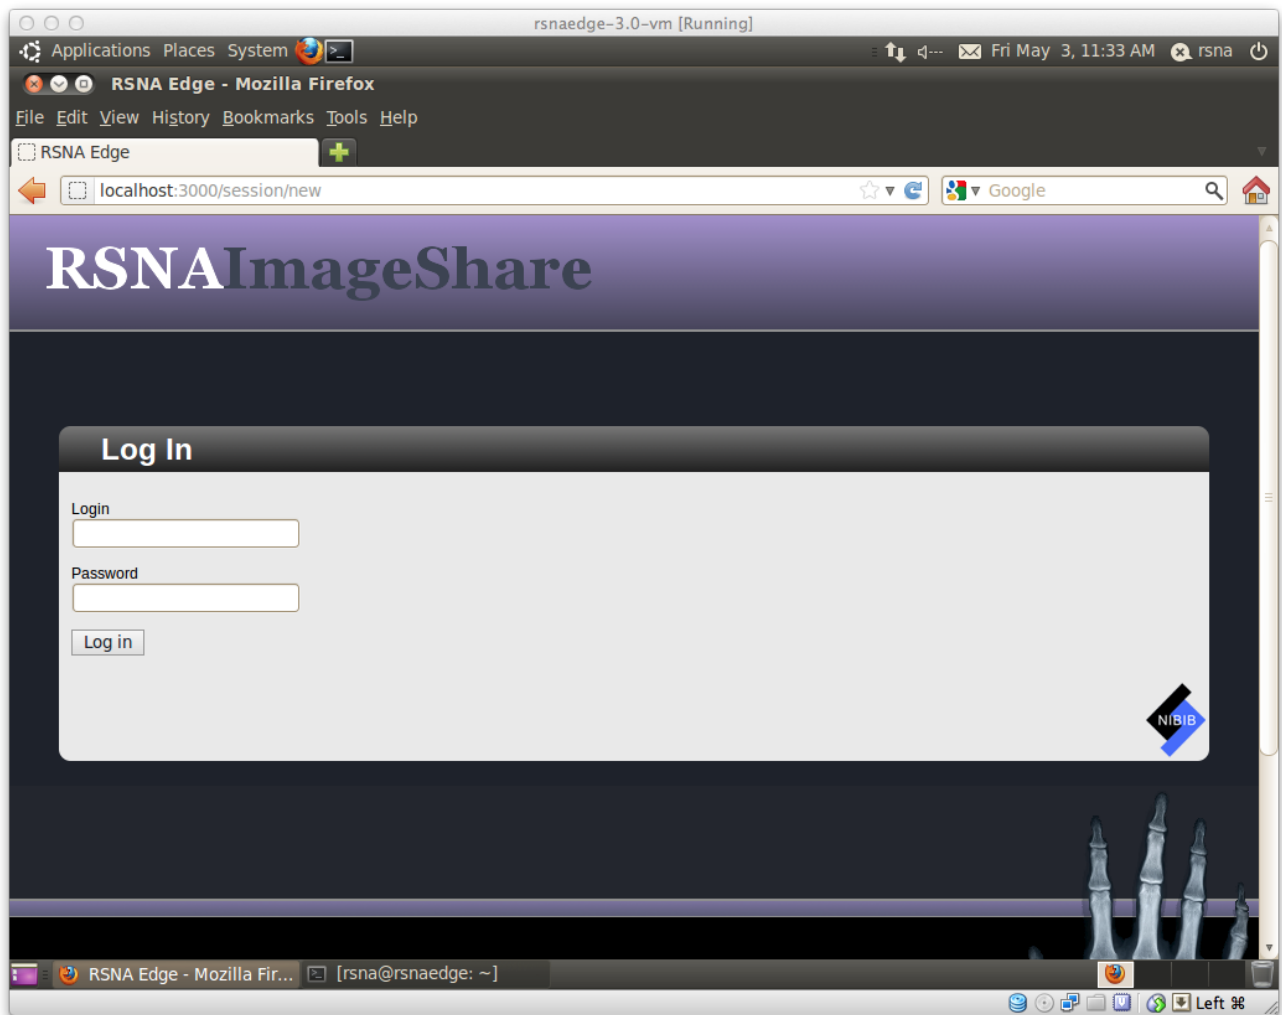 rsnaedge-3.0-vm [Running]
Applications Places System Fri May 3, 11:33 AM rsna
RSNA Edge - Mozilla Firefox
File Edit View History Bookmarks Tools Help
RSNA Edge
localhost:3000/session/new Google
RSNAImageShare
Log In
Login
Password
Log in
NIBIB
RSNA Edge - Mozilla Fir... [rsna@rsnaedge: ~]
Left ⌘